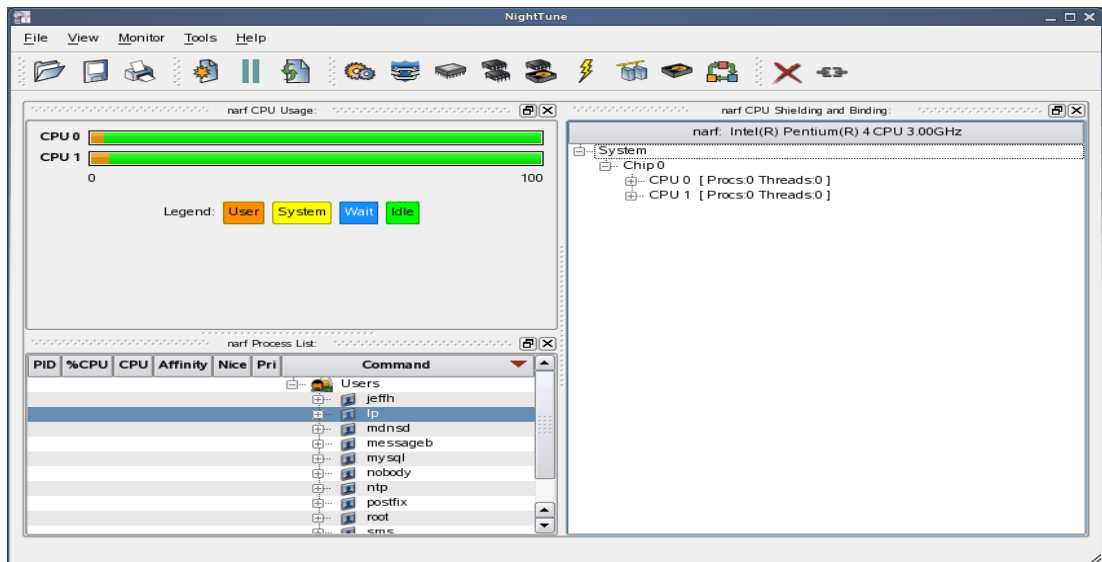 NightTune
File View Monitor Tools Help
narf CPU Usage:
CPU 0
CPU 1
0 100
Legend: User System Wait Idle
narf Process List:
PID %CPU CPU Affinity Nice Pri Command
Users
jeffh
lp
mdnsd
messageb
mysql
nobody
ntp
postfix
root
sms
narf CPU Shielding and Binding:
narf: Intel(R) Pentium(R) 4 CPU 3.00GHz
System
Chip 0
CPU 0 [ Procs:0 Threads:0 ]
CPU 1 [ Procs:0 Threads:0 ]